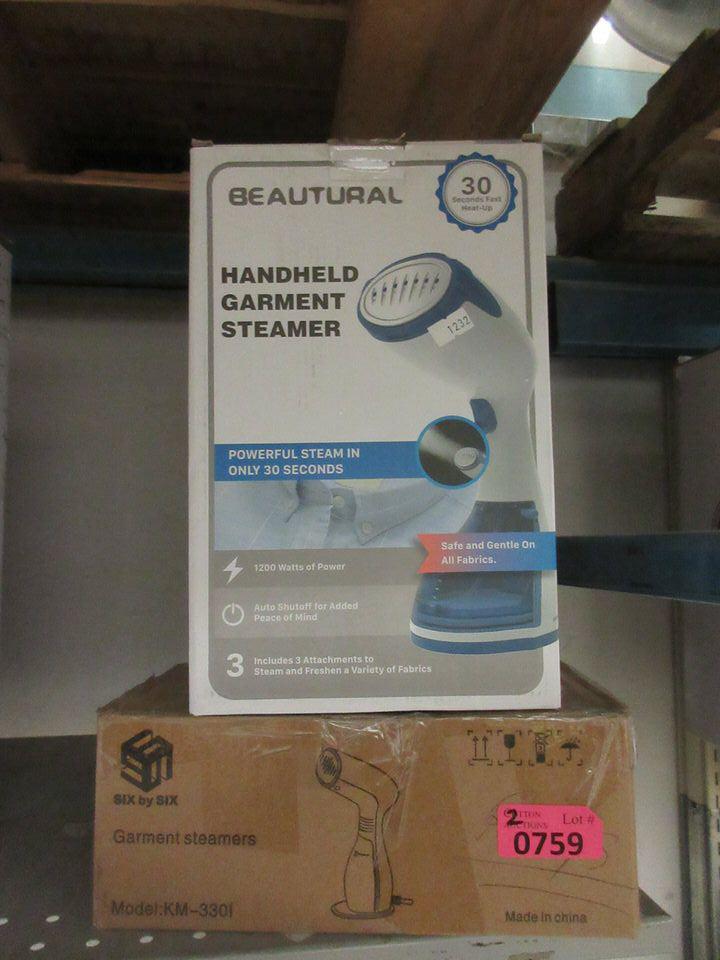 BEAUTURAL
30
Seconds Fast
Heat-Up
HANDHELD
GARMENT
STEAMER
1232
POWERFUL STEAM IN
ONLY 30 SECONDS
Safe and Gentle On
All Fabrics.
1200 Watts of Power
Auto Shutoff for Added
Peace of Mind
3
Includes 3 Attachments to
Steam and Freshen a Variety of Fabrics
SIX by SIX
Garment steamers
Model:KM-330I
2
Lot #
0759
Made in china